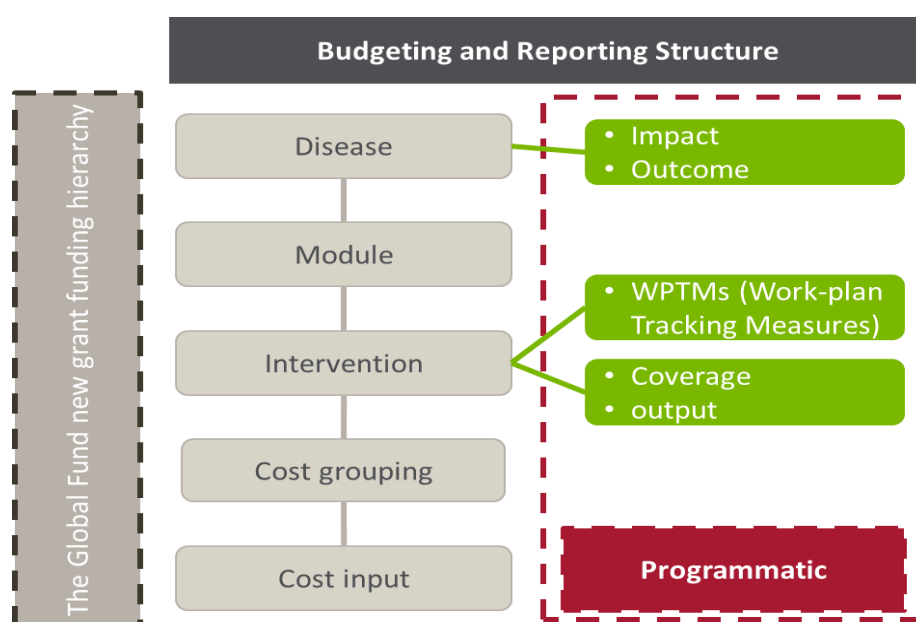 Budgeting and Reporting Structure
The Global Fund new grant funding hierarchy
Disease
• Impact
• Outcome
Module
• WPTMs (Work-plan
Tracking Measures)
Intervention
• Coverage
• output
Cost grouping
Cost input
Programmatic